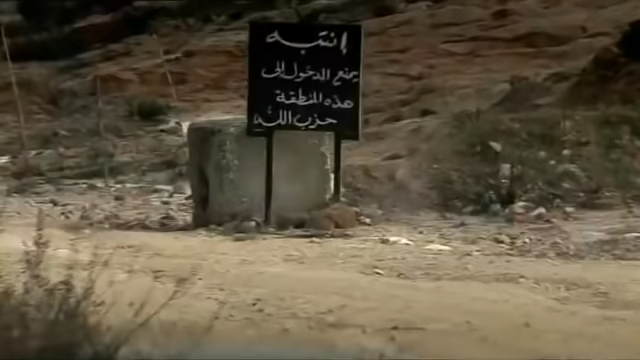 انتبه
يمنع الدخول الى
هذه المنطقة
حزب الله